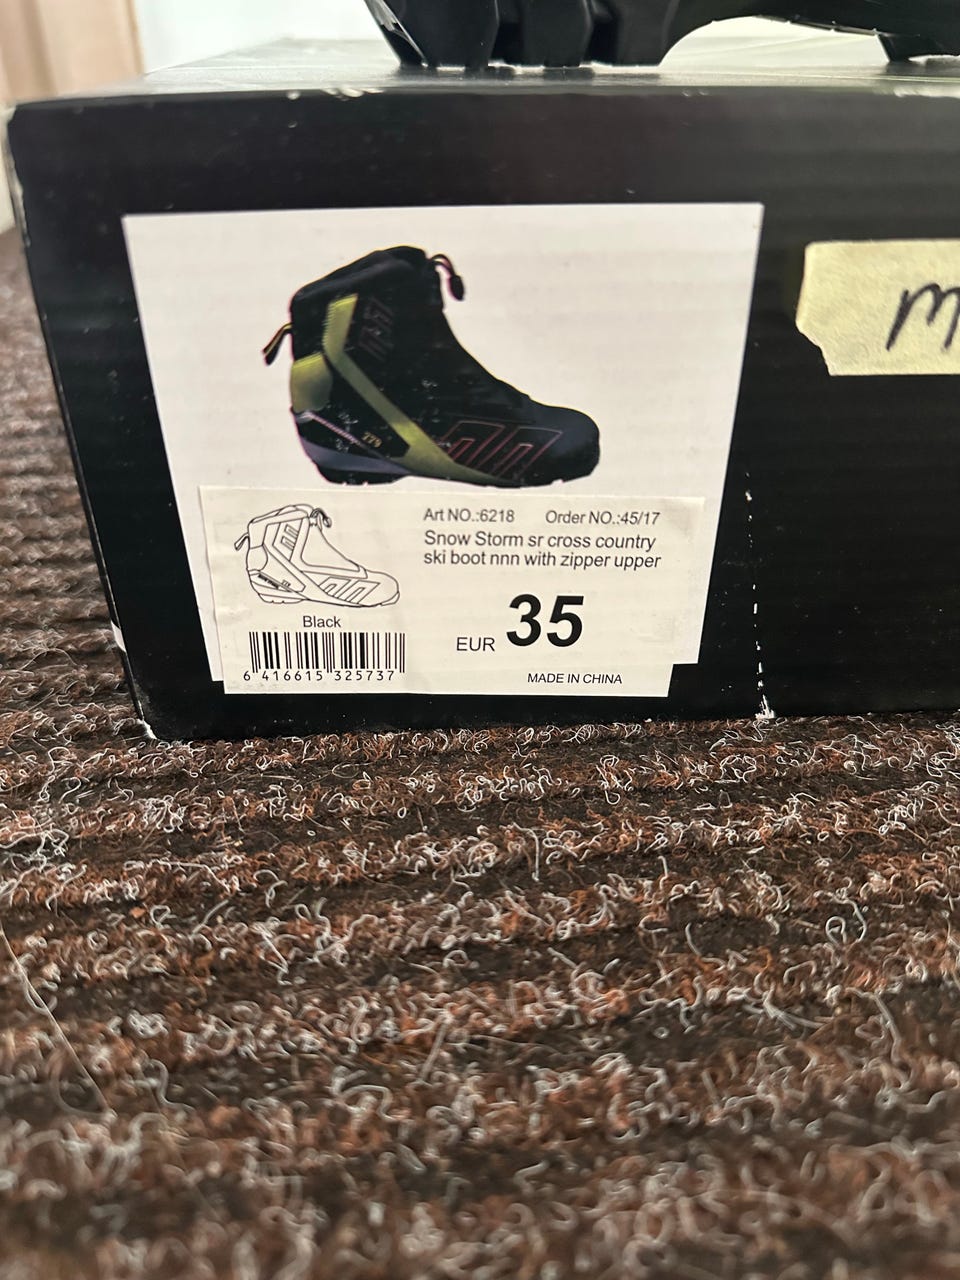 779
Art NO.:6218 Order NO.:45/17
Snow Storm sr cross country
ski boot nnn with zipper upper
Black
EUR 35
6 416615 325737
MADE IN CHINA